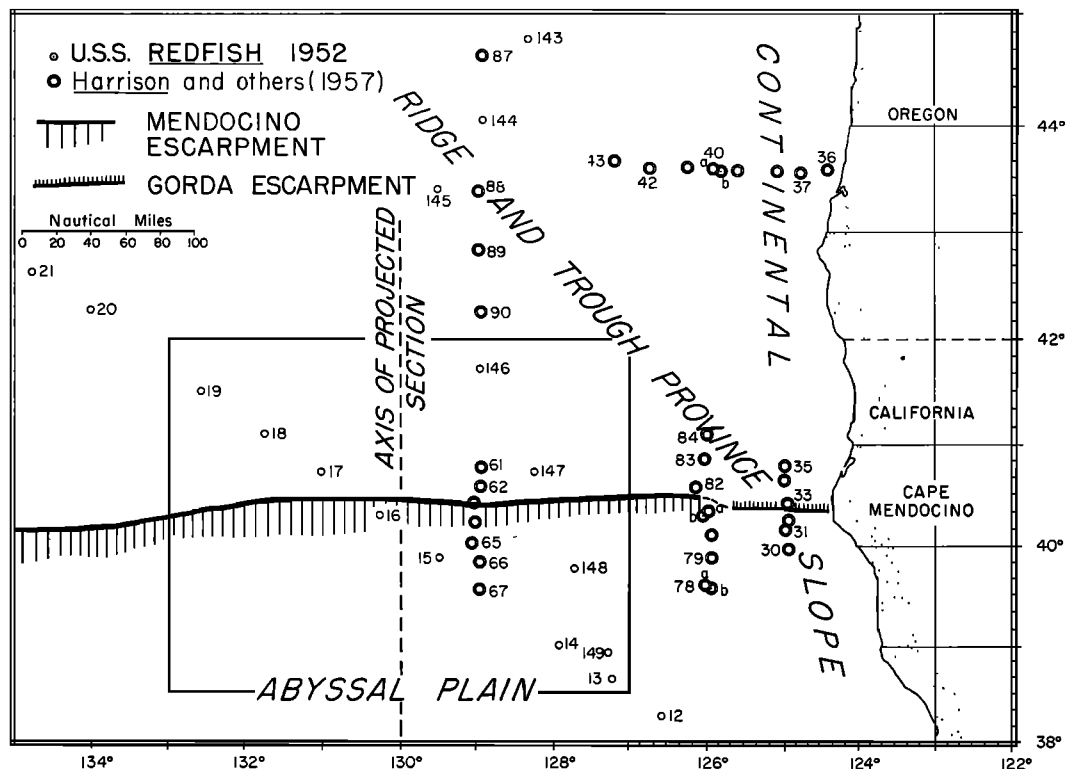 U.S.S. REDFISH 1952
Harrison and others (1957)
MENDOCINO
ESCARPMENT
GORDA ESCARPMENT
Nautical Miles
0 20 40 60 80 100
RIDGE AND TROUGH PROVINCE
CONTINENTAL
SLOPE
OREGON
CALIFORNIA
CAPE
MENDOCINO
AXIS OF PROJECTED
SECTION
ABYSSAL PLAIN
143
87
144
88
145
89
90
146
43
42
a
40
b
37
36
21
20
19
18
17
16
15
61
62
65
66
67
147
148
14
149
13
12
84
83
82
a
b
79
a
78
b
35
33
31
30
44°
42°
40°
38°
134°
132°
130°
128°
126°
124°
122°